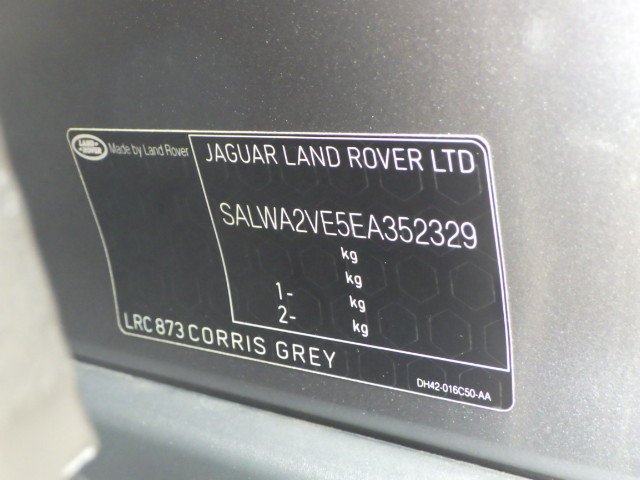 LAND ROVER
Made by Land Rover
JAGUAR LAND ROVER LTD
SALWA2VE5EA352329
kg
kg
1- kg
2- kg
LRC 873 CORRIS GREY
DH42-016C50-AA